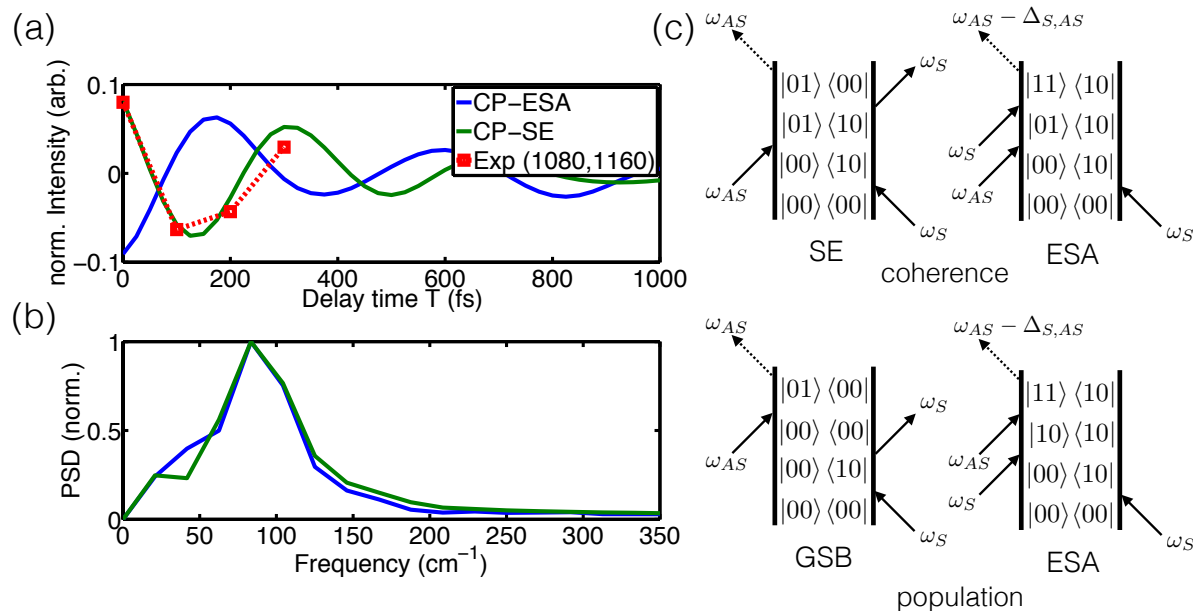 (a)
norm. Intensity (arb.)
0.1
0
−0.1
CP−ESA
CP−SE
Exp (1080,1160)
0 200 400 600 800 1000
Delay time T (fs)
(b)
PSD (norm.)
1
0.5
0
0 50 100 150 200 250 300 350
Frequency (cm⁻¹)
(c)
ω_AS
|01⟩⟨00|
ω_S
|01⟩⟨10|
ω_AS
|00⟩⟨10|
|00⟩⟨00|
ω_S
SE
ω_AS − Δ_S,AS
|11⟩⟨10|
|01⟩⟨10|
ω_S
|00⟩⟨10|
ω_AS
|00⟩⟨00|
ω_S
ESA
coherence
ω_AS
|01⟩⟨00|
|00⟩⟨00|
ω_S
ω_AS
|00⟩⟨10|
|00⟩⟨00|
ω_S
GSB
ω_AS − Δ_S,AS
|11⟩⟨10|
|10⟩⟨10|
ω_AS
|00⟩⟨10|
ω_S
|00⟩⟨00|
ω_S
ESA
population